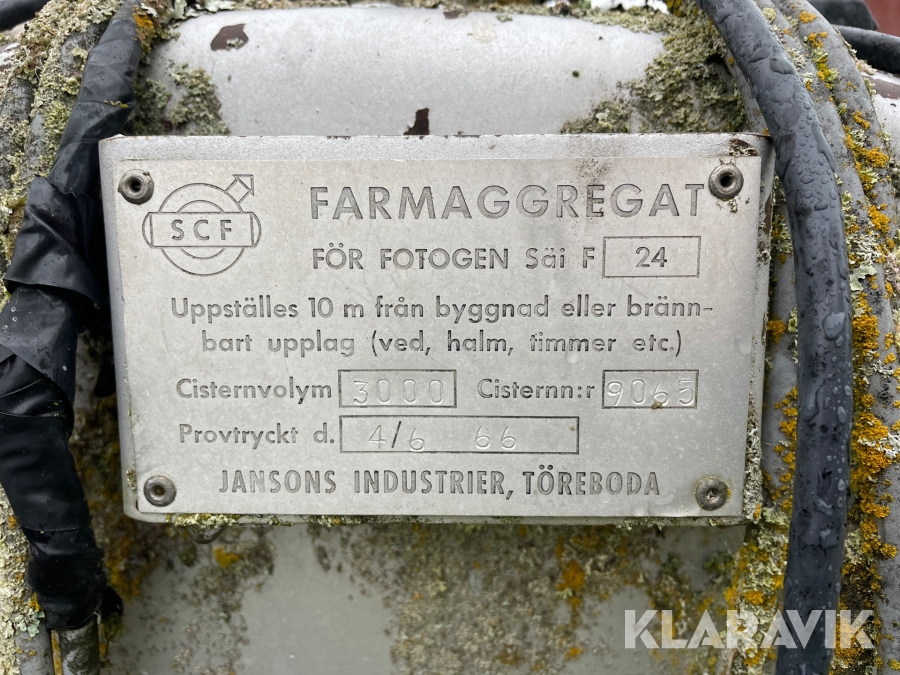 SCF
FARMAGGREGAT
FÖR FOTOGEN Säi F 24
Uppställes 10 m från byggnad eller bränn-
bart upplag (ved, halm, timmer etc.)
Cisternvolym 3000 Cisternn:r 9065
Provtryckt d. 4/6 66
JANSONS INDUSTRIER, TÖREBODA
KLARAVIK